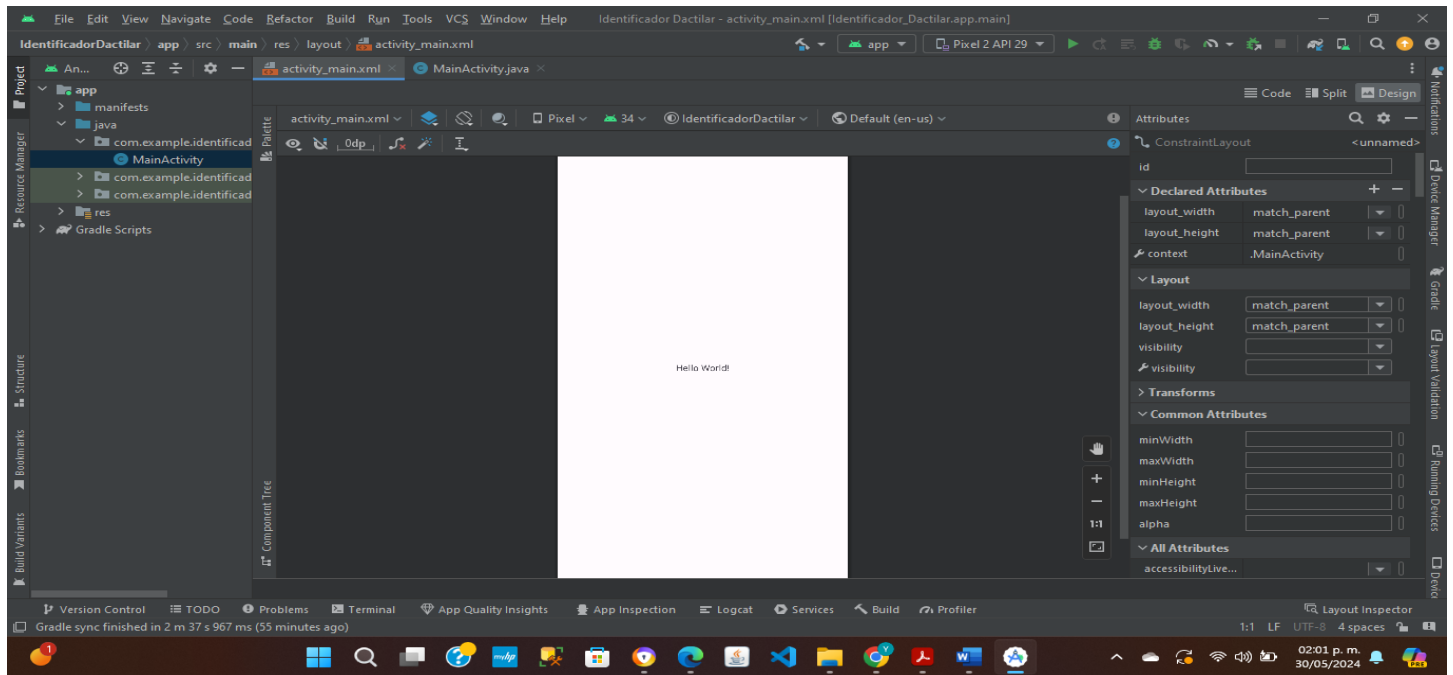 File Edit View Navigate Code Refactor Build Run Tools VCS Window Help Identificador Dactilar - activity_main.xml [Identificador_Dactilar.app.main]
IdentificadorDactilar app src main res layout activity_main.xml app Pixel 2 API 29
An... activity_main.xml MainActivity.java
Project
Resource Manager
Structure
Bookmarks
Build Variants
app
manifests
java
com.example.identificad
MainActivity
com.example.identificad
com.example.identificad
res
Gradle Scripts
Code Split Design
Palette
Component Tree
activity_main.xml Pixel 34 IdentificadorDactilar Default (en-us)
0dp
Hello World!
1:1
Attributes
ConstraintLayout <unnamed>
id
Declared Attributes
layout_width match_parent
layout_height match_parent
context .MainActivity
Layout
layout_width match_parent
layout_height match_parent
visibility
visibility
Transforms
Common Attributes
minWidth
maxWidth
minHeight
maxHeight
alpha
All Attributes
accessibilityLive...
Notifications
Device Manager
Gradle
Layout Validation
Running Devices
Version Control TODO Problems Terminal App Quality Insights App Inspection Logcat Services Build Profiler Layout Inspector
Gradle sync finished in 2 m 37 s 967 ms (55 minutes ago) 1:1 LF UTF-8 4 spaces
1
myhp
PRE
02:01 p. m.
30/05/2024